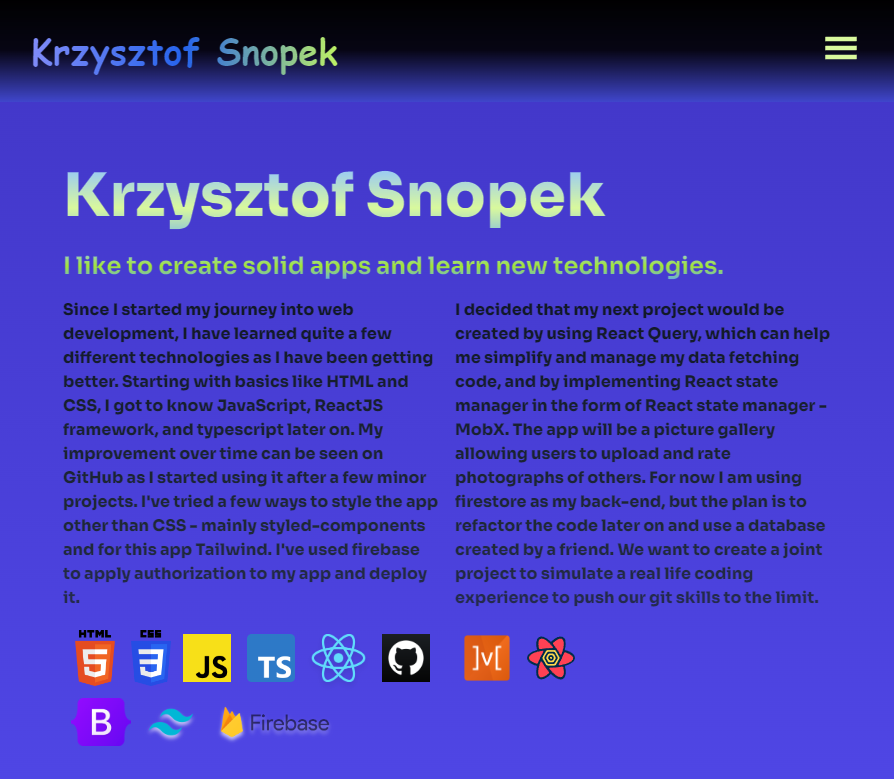 Krzysztof Snopek
Krzysztof Snopek
I like to create solid apps and learn new technologies.
Since I started my journey into web
development, I have learned quite a few
different technologies as I have been getting
better. Starting with basics like HTML and
CSS, I got to know JavaScript, ReactJS
framework, and typescript later on. My
improvement over time can be seen on
GitHub as I started using it after a few minor
projects. I've tried a few ways to style the app
other than CSS - mainly styled-components
and for this app Tailwind. I've used firebase
to apply authorization to my app and deploy
it.
I decided that my next project would be
created by using React Query, which can help
me simplify and manage my data fetching
code, and by implementing React state
manager in the form of React state manager -
MobX. The app will be a picture gallery
allowing users to upload and rate
photographs of others. For now I am using
firestore as my back-end, but the plan is to
refactor the code later on and use a database
created by a friend. We want to create a joint
project to simulate a real life coding
experience to push our git skills to the limit.
HTML 5 CSS 3 JS TS ]v[
B Firebase